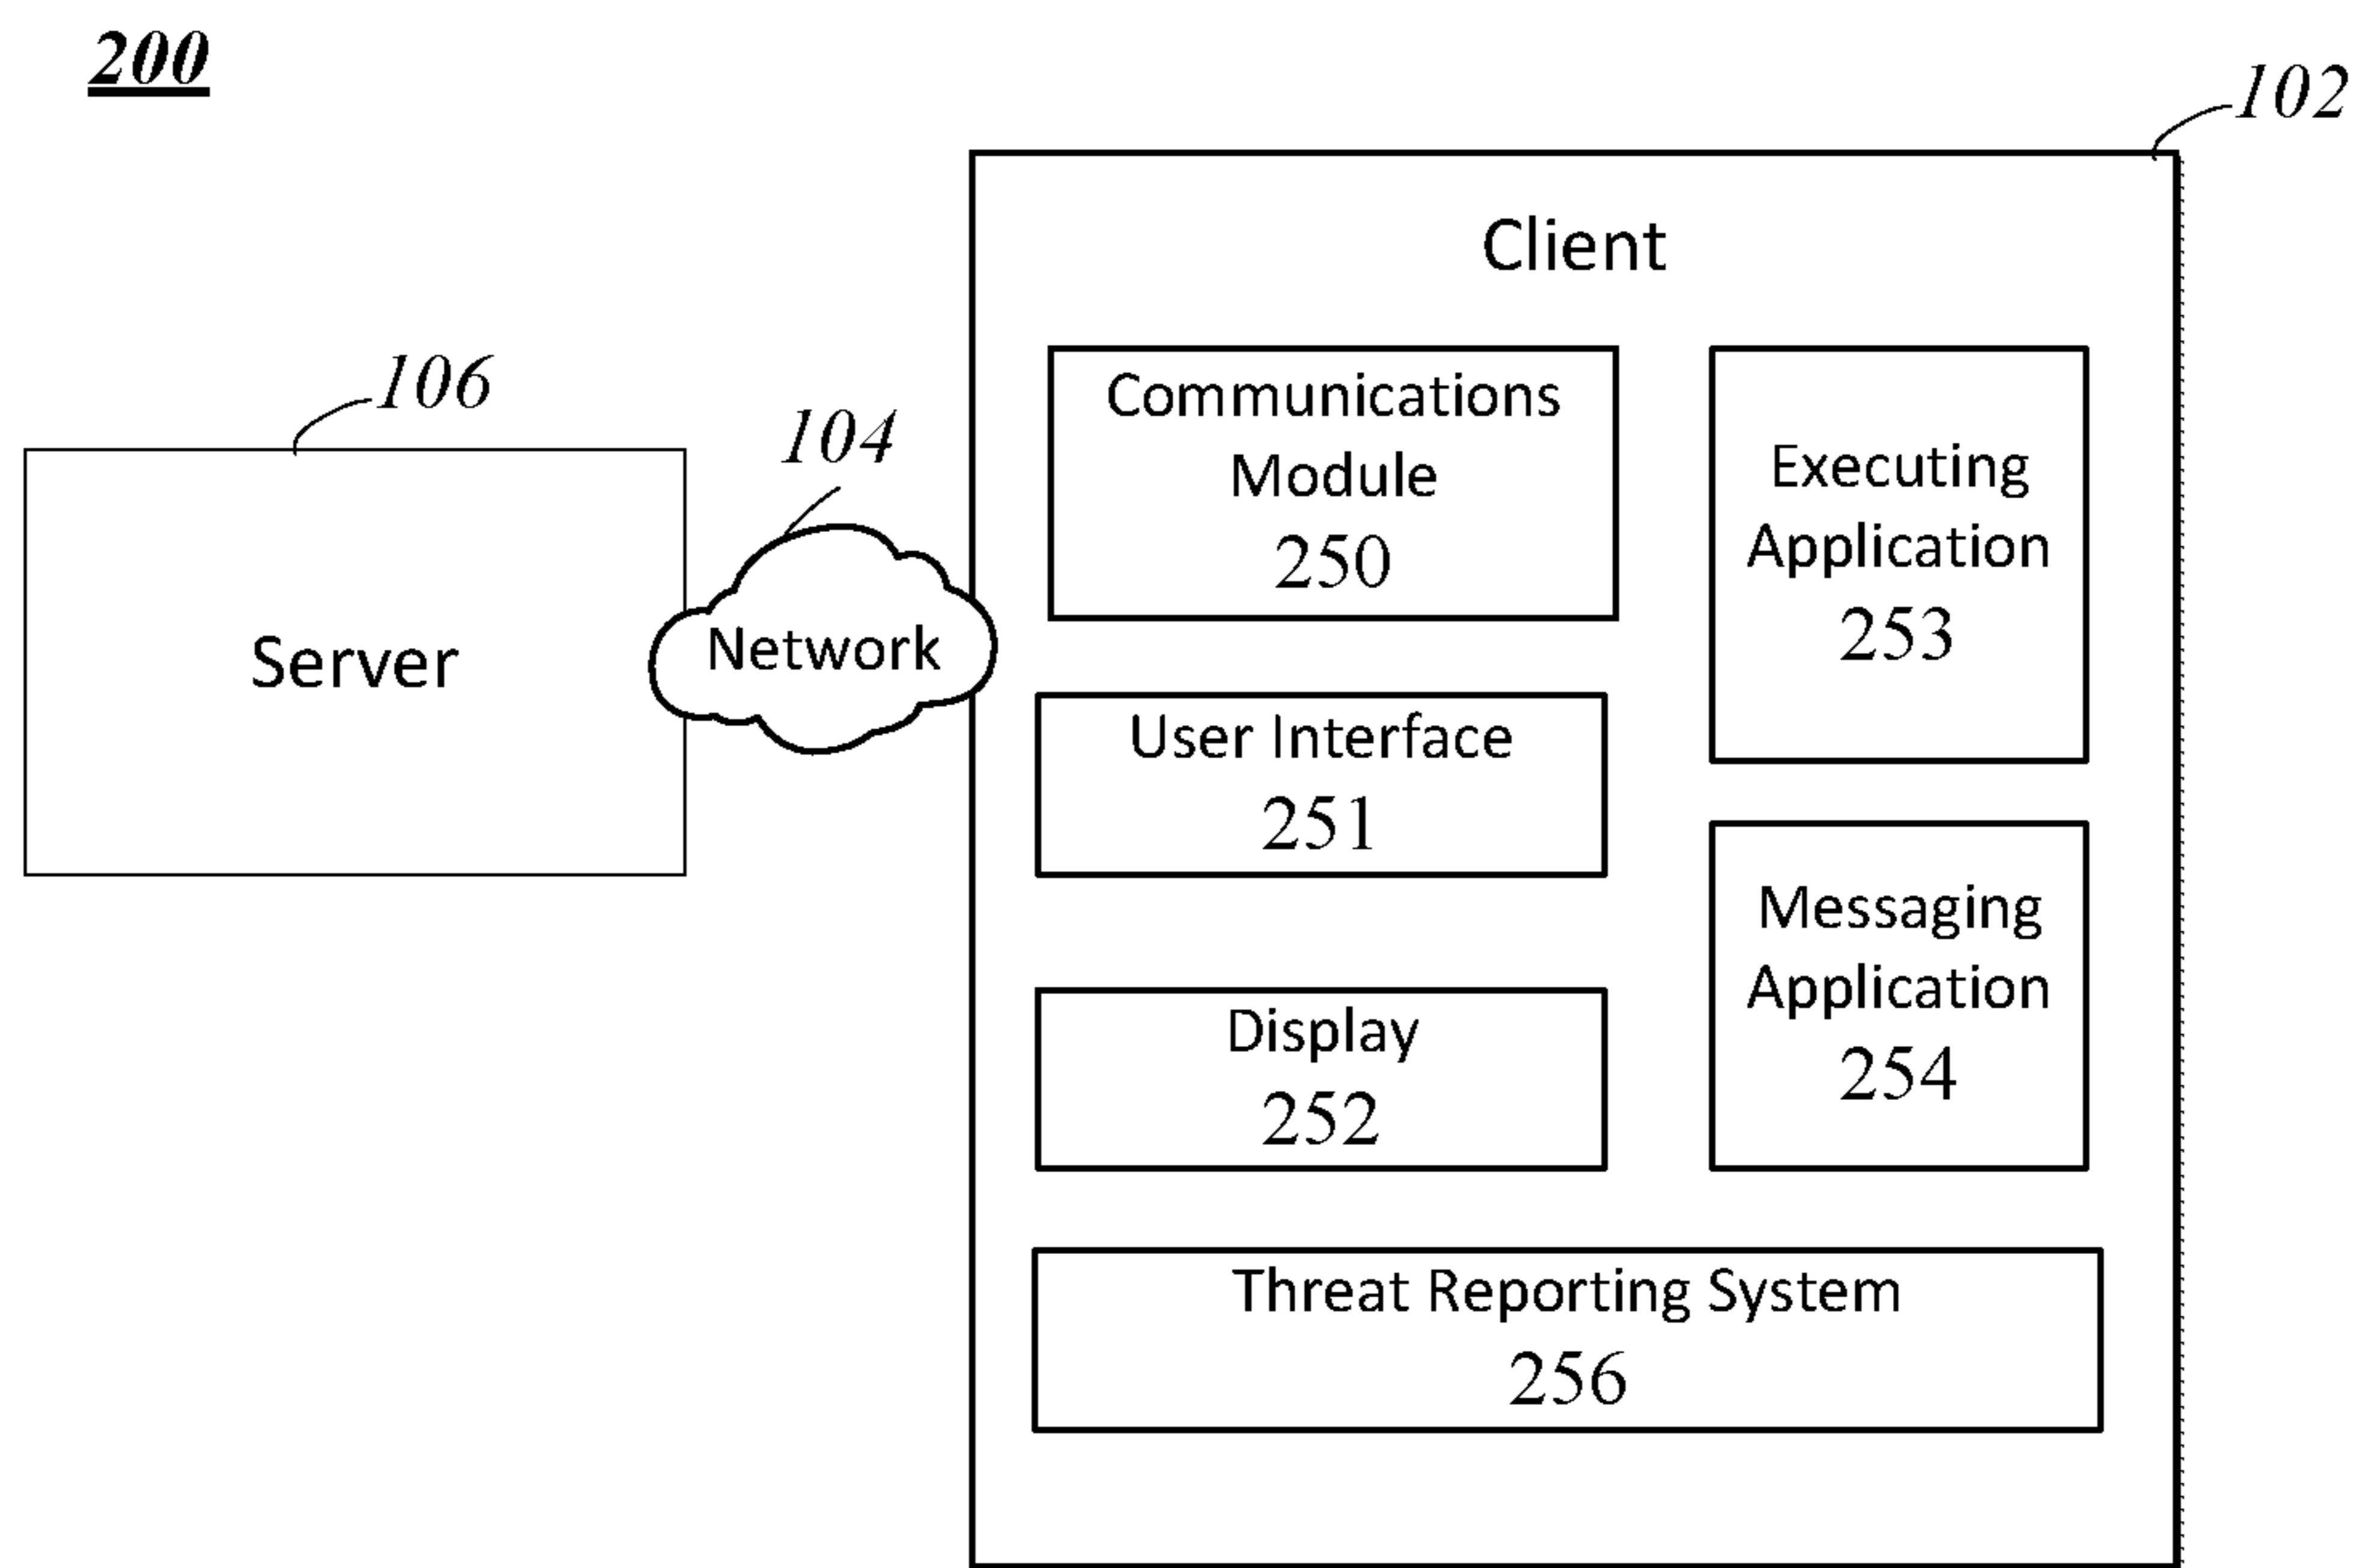 200
102
Client
106
104
Server
Network
Communications
Module
250
Executing
Application
253
User Interface
251
Messaging
Application
254
Display
252
Threat Reporting System
256